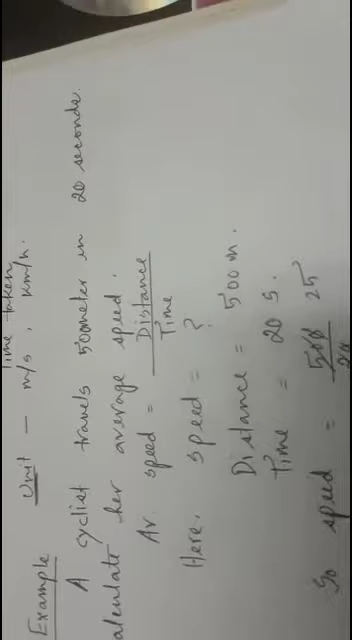 Time taken
Unit — m/s, km/h.
Example
A cyclist travels 500meter in 20 seconds.
alculate her average speed.
Av. speed = Distance
Time
Here, speed = ?
Distance = 500 m.
Time = 20 s.
So speed = 500 25
20